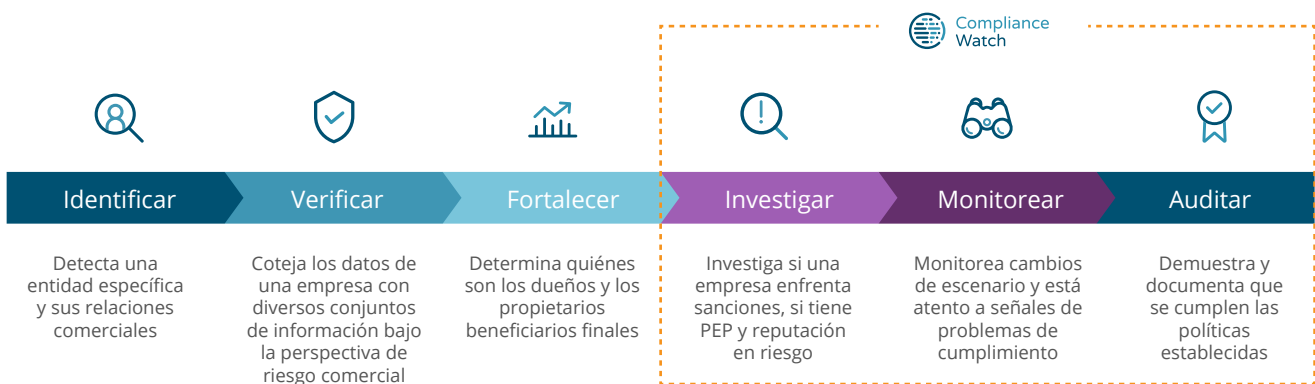 Compliance
Watch
Identificar
Verificar
Fortalecer
Investigar
Monitorear
Auditar
Detecta una
entidad específica
y sus relaciones
comerciales
Coteja los datos de
una empresa con
diversos conjuntos
de información bajo
la perspectiva de
riesgo comercial
Determina quiénes
son los dueños y los
propietarios
beneficiarios finales
Investiga si una
empresa enfrenta
sanciones, si tiene
PEP y reputación
en riesgo
Monitorea cambios
de escenario y está
atento a señales de
problemas de
cumplimiento
Demuestra y
documenta que
se cumplen las
políticas
establecidas